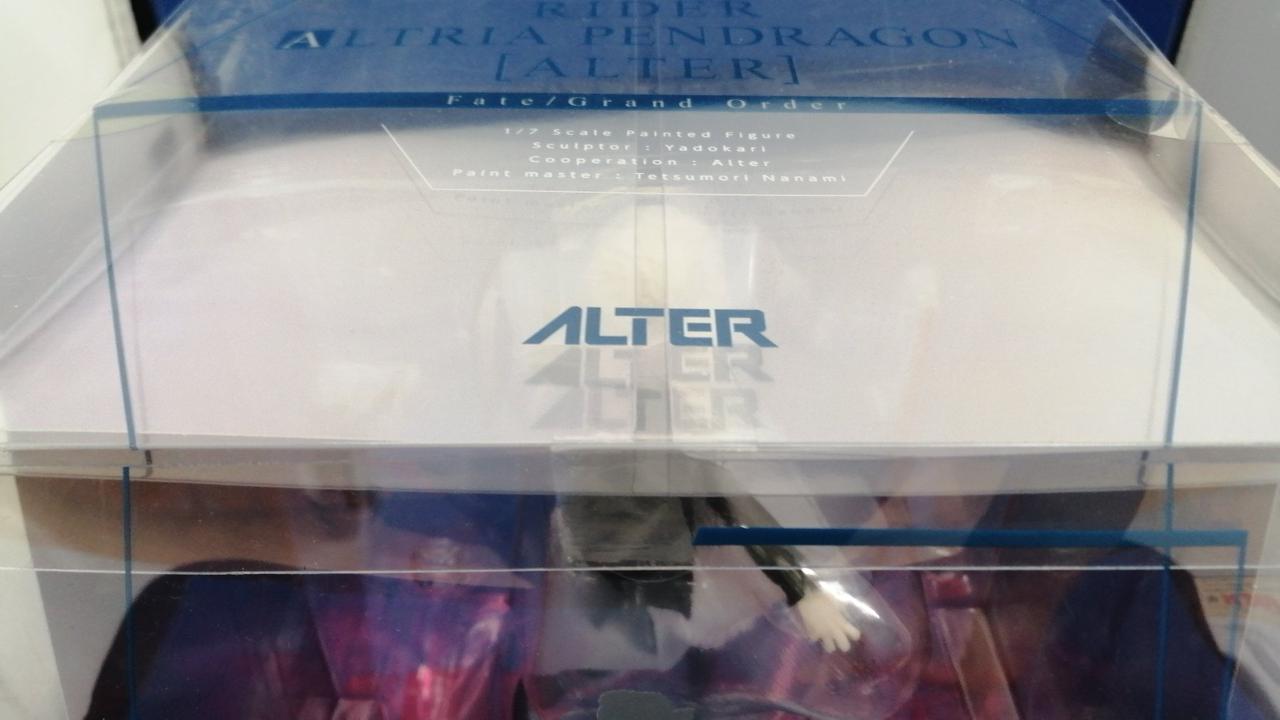 RIDER
ALTRIA PENDRAGON
[ALTER]
Fate/Grand Order
1/7 Scale Painted Figure
Sculptor : Yadokari
Cooperation : Alter
Paint master : Tetsumori Nanami
ALTER